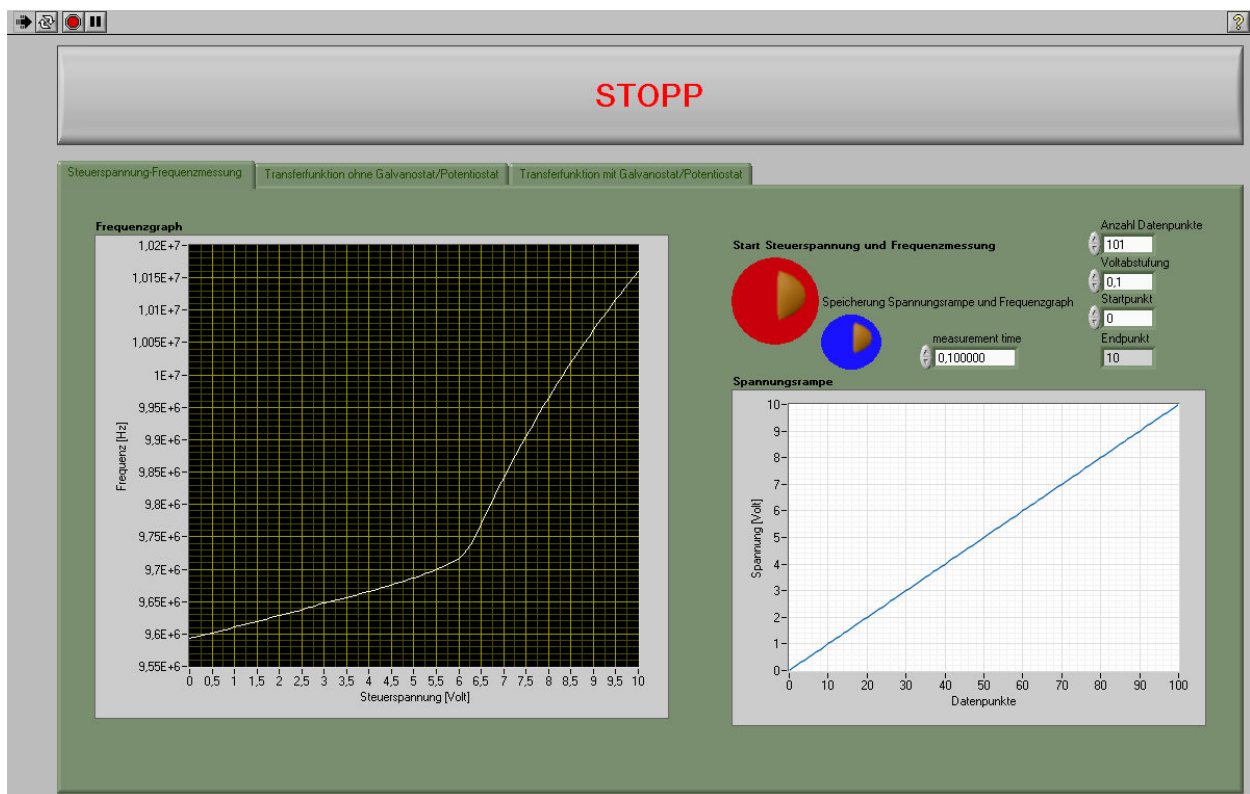 STOPP
Steuerspannung-Frequenzmessung
Transferfunktion ohne Galvanostat/Potentiostat
Transferfunktion mit Galvanostat/Potentiostat
Frequenzgraph
1,02E+7
1,015E+7
1,01E+7
1,005E+7
1E+7
9,95E+6
9,9E+6
9,85E+6
9,8E+6
9,75E+6
9,7E+6
9,65E+6
9,6E+6
9,55E+6
Frequenz [Hz]
0 0,5 1 1,5 2 2,5 3 3,5 4 4,5 5 5,5 6 6,5 7 7,5 8 8,5 9 9,5 10
Steuerspannung [Volt]
Start Steuerspannung und Frequenzmessung
Speicherung Spannungsrampe und Frequenzgraph
measurement time
0,100000
Anzahl Datenpunkte
101
Voltabstufung
0,1
Startpunkt
0
Endpunkt
10
Spannungsrampe
10
9
8
7
6
5
4
3
2
1
0
Spannung [Volt]
0 10 20 30 40 50 60 70 80 90 100
Datenpunkte